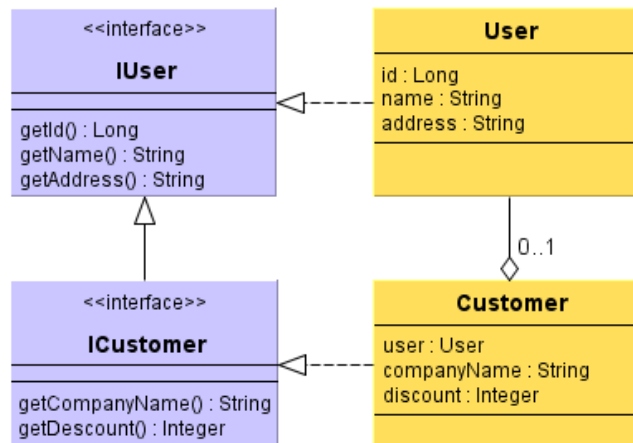 <<interface>>
IUser
getId() : Long
getName() : String
getAddress() : String
User
id : Long
name : String
address : String
0..1
<<interface>>
ICustomer
getCompanyName() : String
getDescount() : Integer
Customer
user : User
companyName : String
discount : Integer